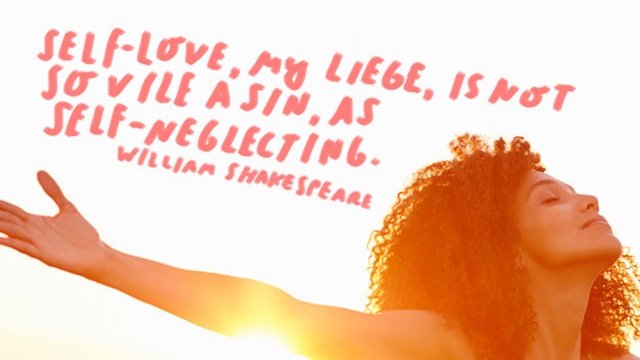 SELF-LOVE, MY LIEGE, IS NOT
SO VILE A SIN, AS
SELF-NEGLECTING.
WILLIAM SHAKESPEARE